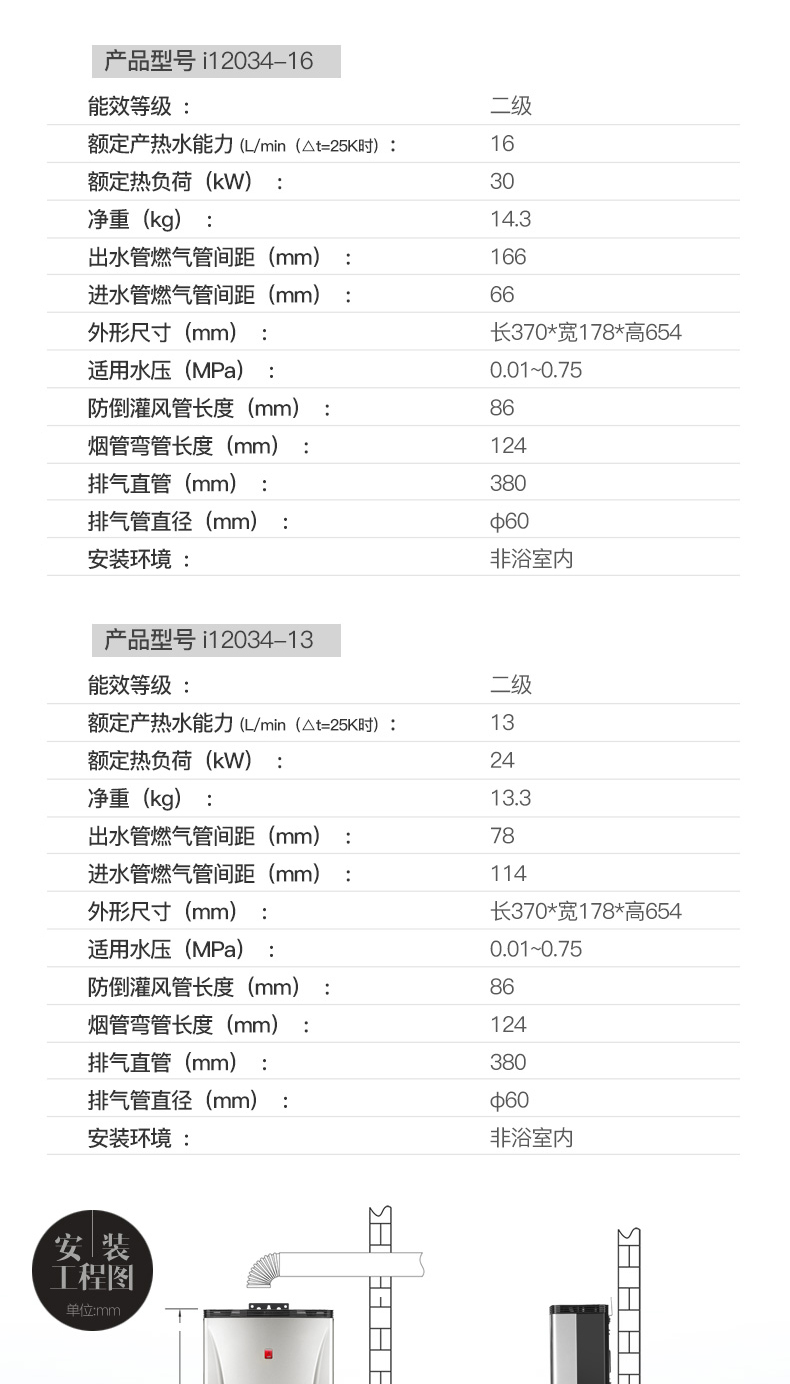 产品型号 i12034-16
能效等级 ： 二级
额定产热水能力 (L/min（△t=25K时）： 16
额定热负荷（kW） ： 30
净重（kg） ： 14.3
出水管燃气管间距（mm） ： 166
进水管燃气管间距（mm） ： 66
外形尺寸（mm） ： 长370*宽178*高654
适用水压（MPa） ： 0.01~0.75
防倒灌风管长度（mm） ： 86
烟管弯管长度（mm） ： 124
排气直管（mm） ： 380
排气管直径（mm） ： φ60
安装环境 ： 非浴室内
产品型号 i12034-13
能效等级 ： 二级
额定产热水能力 (L/min（△t=25K时）： 13
额定热负荷（kW） ： 24
净重（kg） ： 13.3
出水管燃气管间距（mm） ： 78
进水管燃气管间距（mm） ： 114
外形尺寸（mm） ： 长370*宽178*高654
适用水压（MPa） ： 0.01~0.75
防倒灌风管长度（mm） ： 86
烟管弯管长度（mm） ： 124
排气直管（mm） ： 380
排气管直径（mm） ： φ60
安装环境 ： 非浴室内
安装
工程图
单位:mm